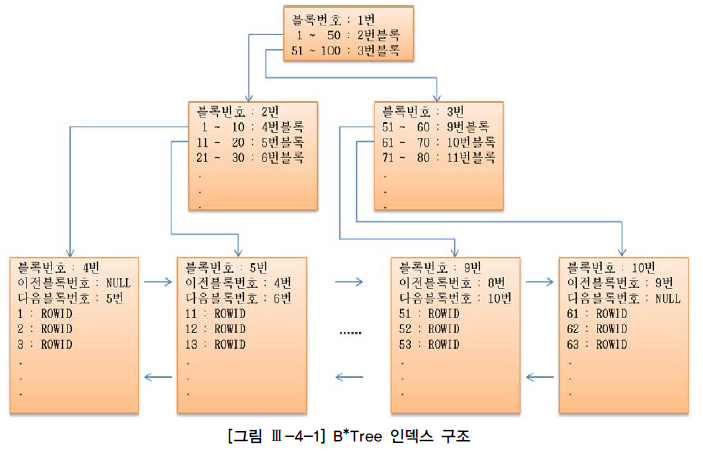 블록번호 : 1번
1 ~ 50 : 2번블록
51 ~ 100 : 3번블록
블록번호 : 2번
1 ~ 10 : 4번블록
11 ~ 20 : 5번블록
21 ~ 30 : 6번블록
.
.
.
블록번호 : 3번
51 ~ 60 : 9번블록
61 ~ 70 : 10번블록
71 ~ 80 : 11번블록
.
.
.
블록번호 : 4번
이전블록번호 : NULL
다음블록번호 : 5번
1 : ROWID
2 : ROWID
3 : ROWID
.
.
.
블록번호 : 5번
이전블록번호 : 4번
다음블록번호 : 6번
11 : ROWID
12 : ROWID
13 : ROWID
.
.
.
......
블록번호 : 9번
이전블록번호 : 8번
다음블록번호 : 10번
51 : ROWID
52 : ROWID
53 : ROWID
.
.
.
블록번호 : 10번
이전블록번호 : 9번
다음블록번호 : NULL
61 : ROWID
62 : ROWID
63 : ROWID
.
.
.
[그림 Ⅲ-4-1] B*Tree 인덱스 구조